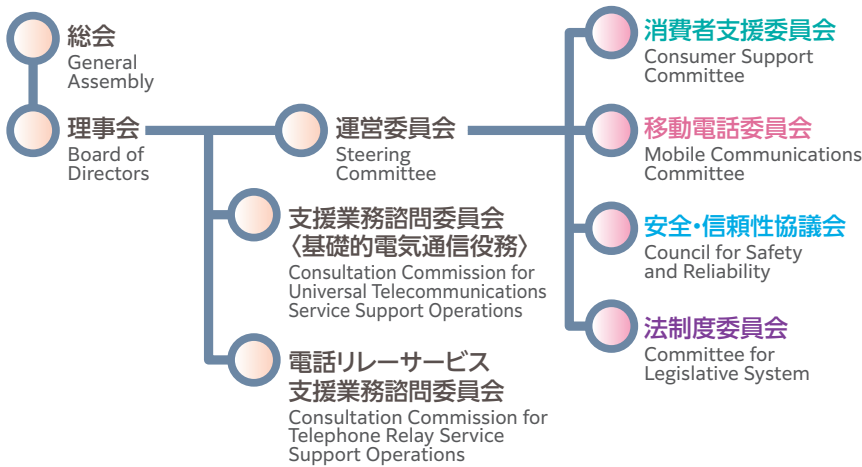 総会
General
Assembly
理事会
Board of
Directors
運営委員会
Steering
Committee
支援業務諮問委員会
〈基礎的電気通信役務〉
Consultation Commission for
Universal Telecommunications
Service Support Operations
電話リレーサービス
支援業務諮問委員会
Consultation Commission for
Telephone Relay Service
Support Operations
消費者支援委員会
Consumer Support
Committee
移動電話委員会
Mobile Communications
Committee
安全・信頼性協議会
Council for Safety
and Reliability
法制度委員会
Committee for
Legislative System